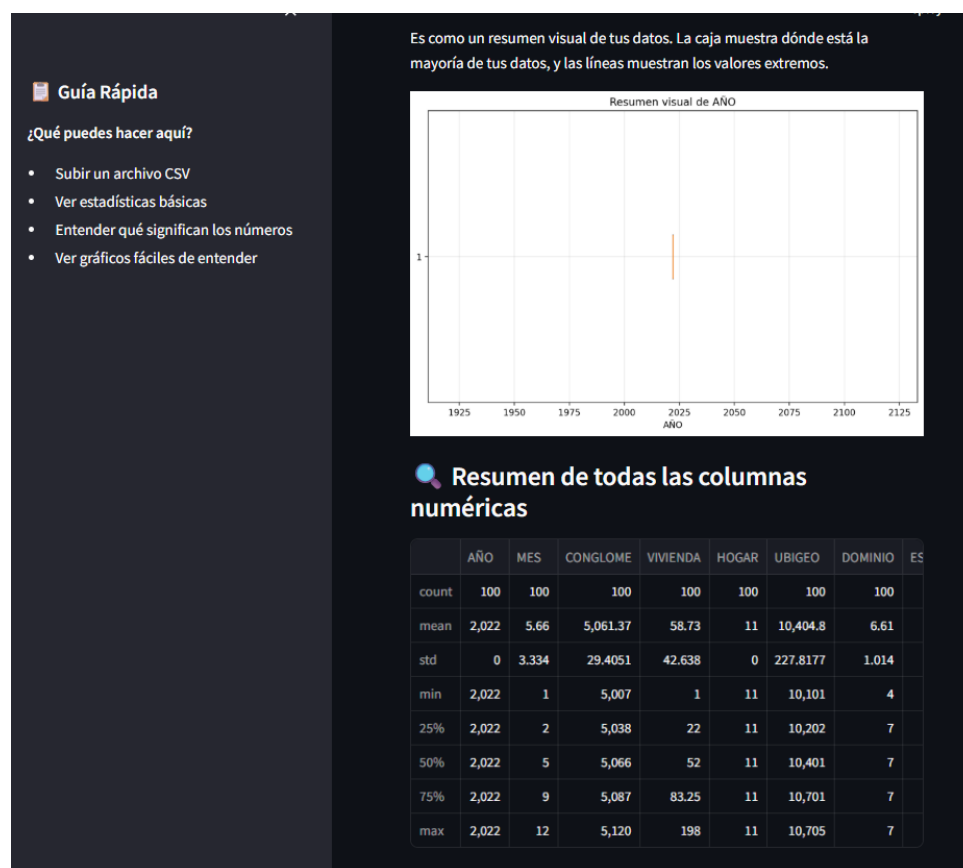 Guía Rápida
¿Qué puedes hacer aquí?
• Subir un archivo CSV
• Ver estadísticas básicas
• Entender qué significan los números
• Ver gráficos fáciles de entender
Es como un resumen visual de tus datos. La caja muestra dónde está la
mayoría de tus datos, y las líneas muestran los valores extremos.
Resumen visual de AÑO
1
1925 1950 1975 2000 2025 2050 2075 2100 2125
AÑO
Resumen de todas las columnas
numéricas
AÑO MES CONGLOME VIVIENDA HOGAR UBIGEO DOMINIO ES
count 100 100 100 100 100 100 100
mean 2,022 5.66 5,061.37 58.73 11 10,404.8 6.61
std 0 3.334 29.4051 42.638 0 227.8177 1.014
min 2,022 1 5,007 1 11 10,101 4
25% 2,022 2 5,038 22 11 10,202 7
50% 2,022 5 5,066 52 11 10,401 7
75% 2,022 9 5,087 83.25 11 10,701 7
max 2,022 12 5,120 198 11 10,705 7